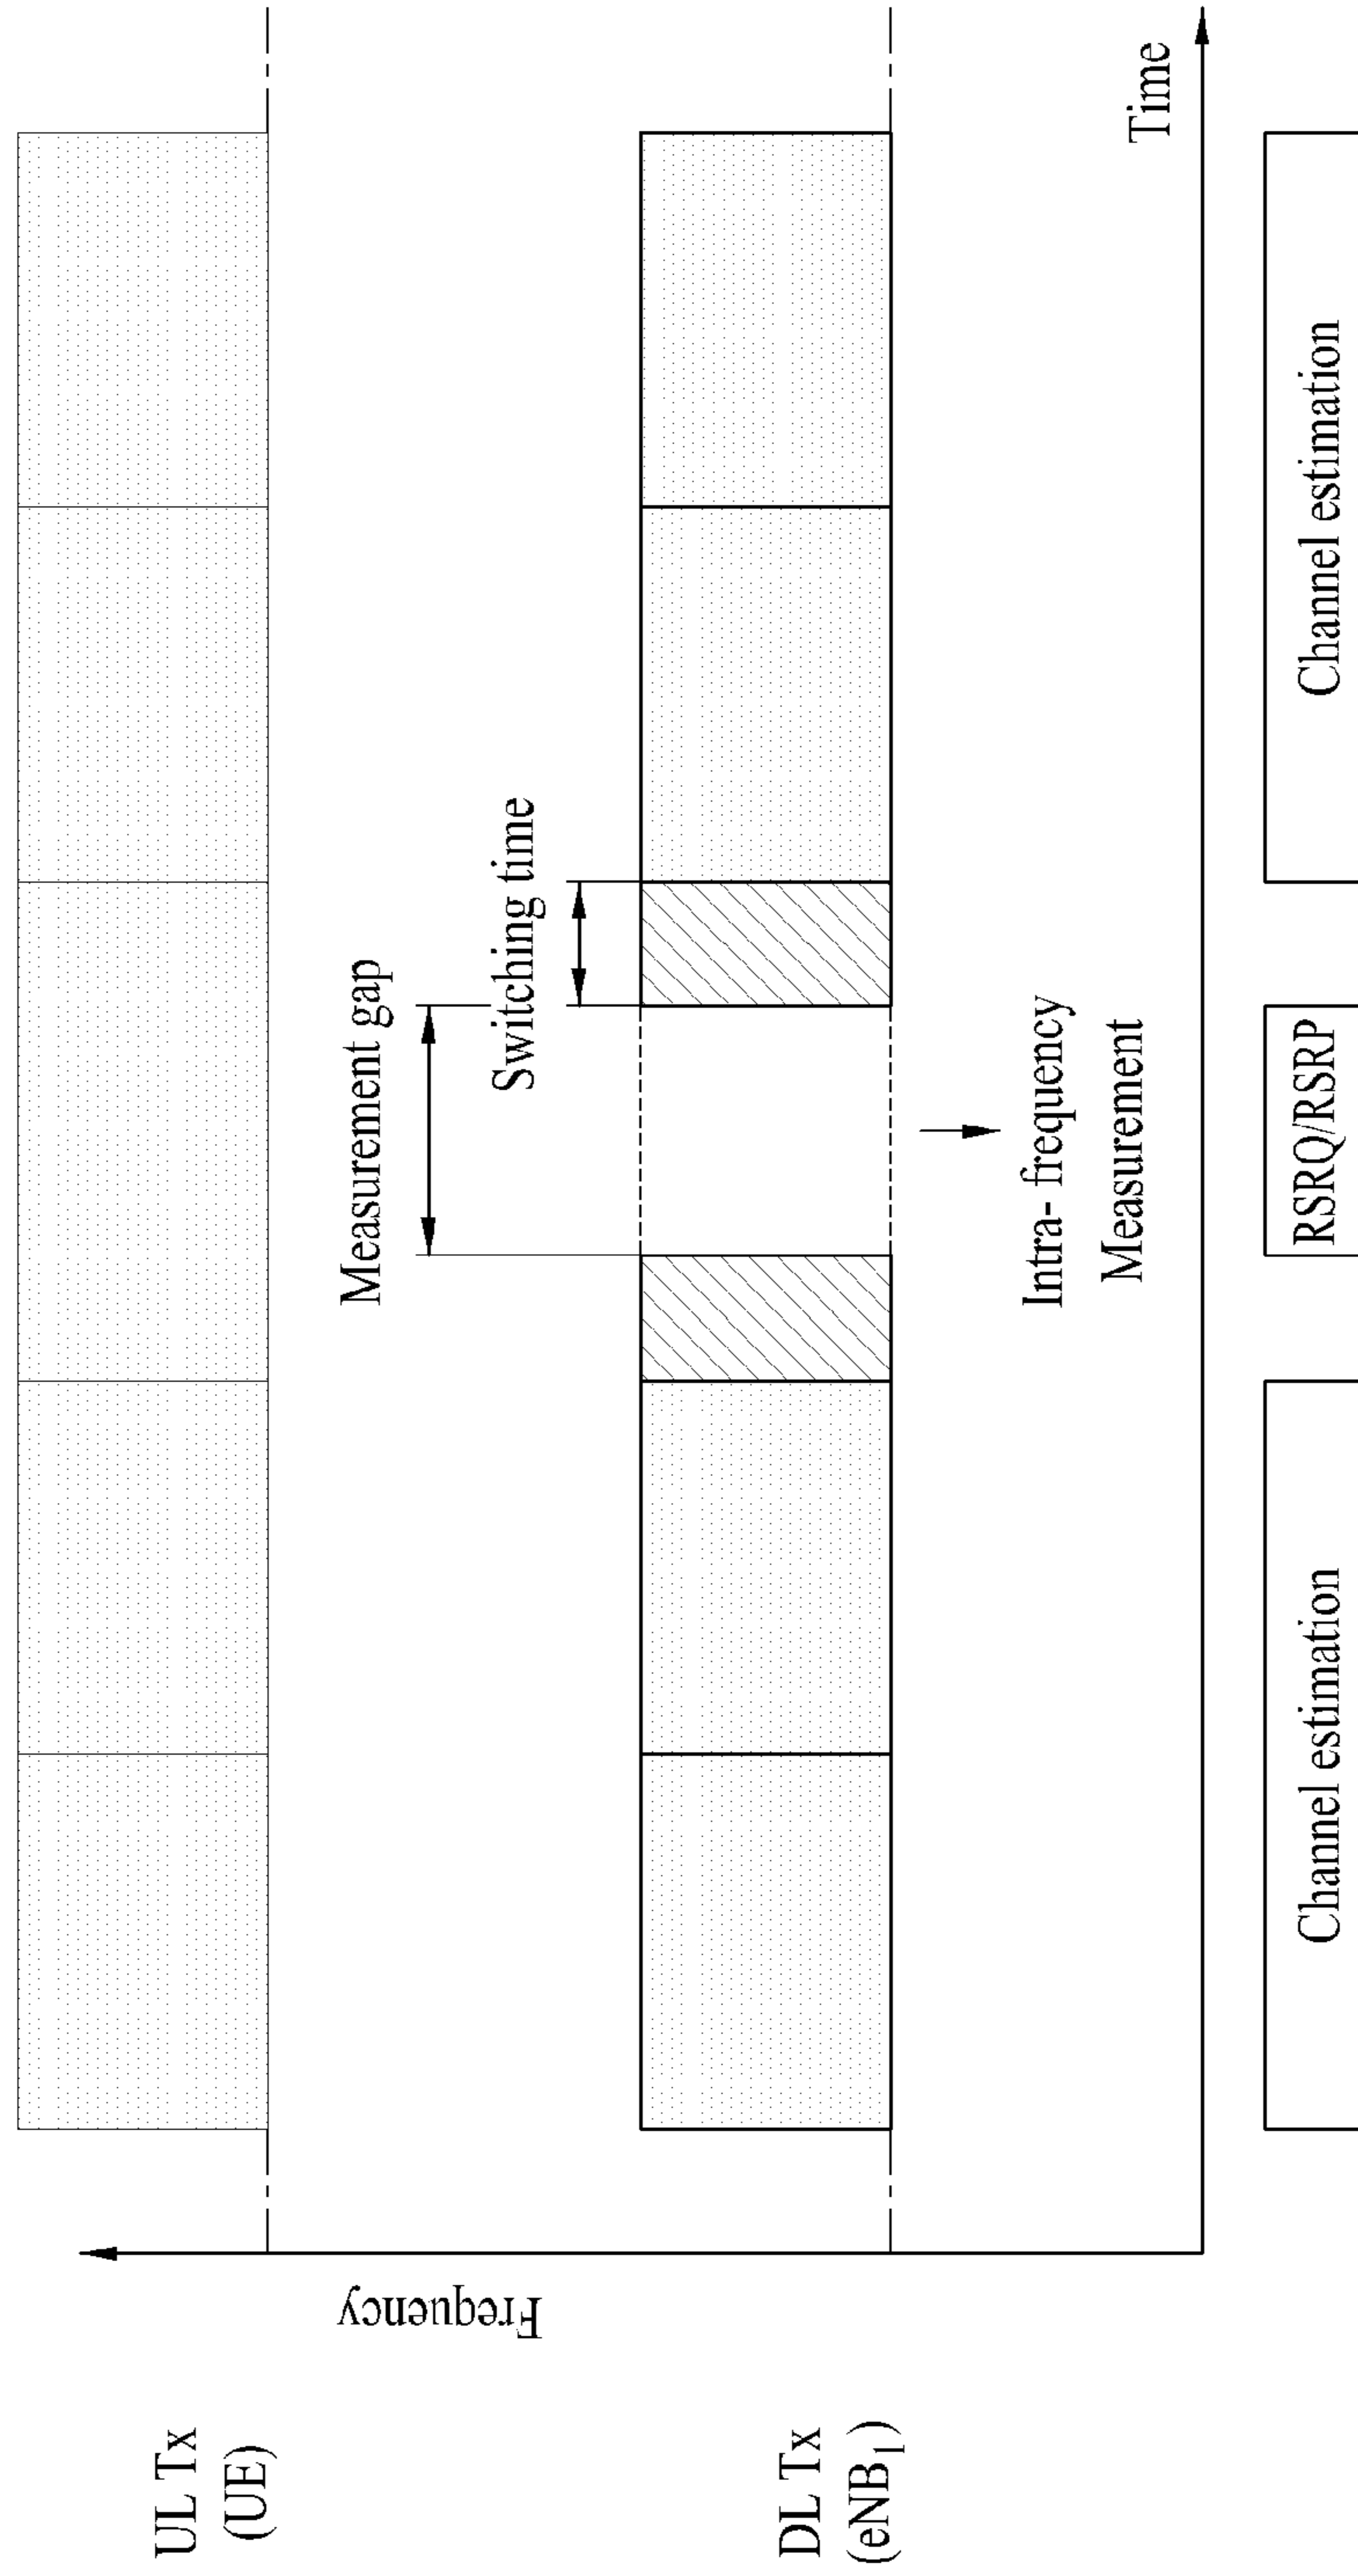 UL Tx
(UE)
Frequency
Measurement gap
Switching time
DL Tx
(eNB1)
Intra- frequency
Measurement
Time
Channel estimation
RSRQ/RSRP
Channel estimation